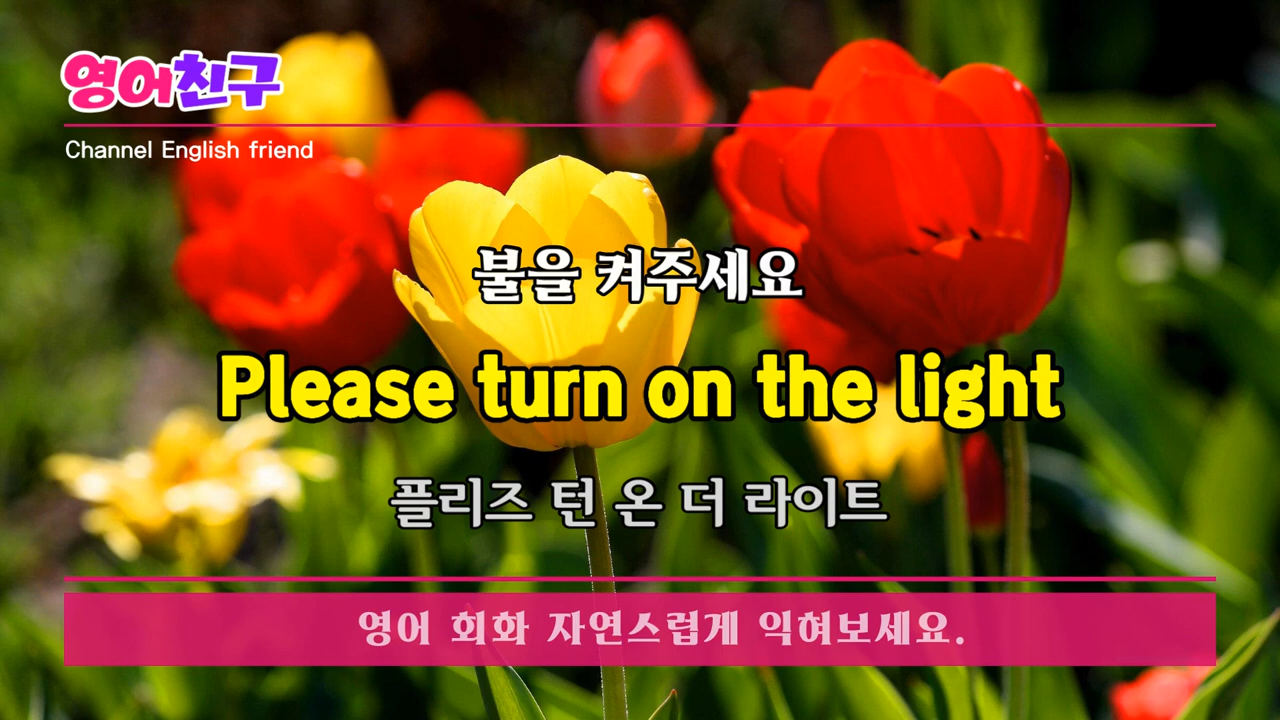 영어친구
Channel English friend
불을 켜주세요
Please turn on the light
플리즈 턴 온 더 라이트
영어 회화 자연스럽게 익혀보세요.